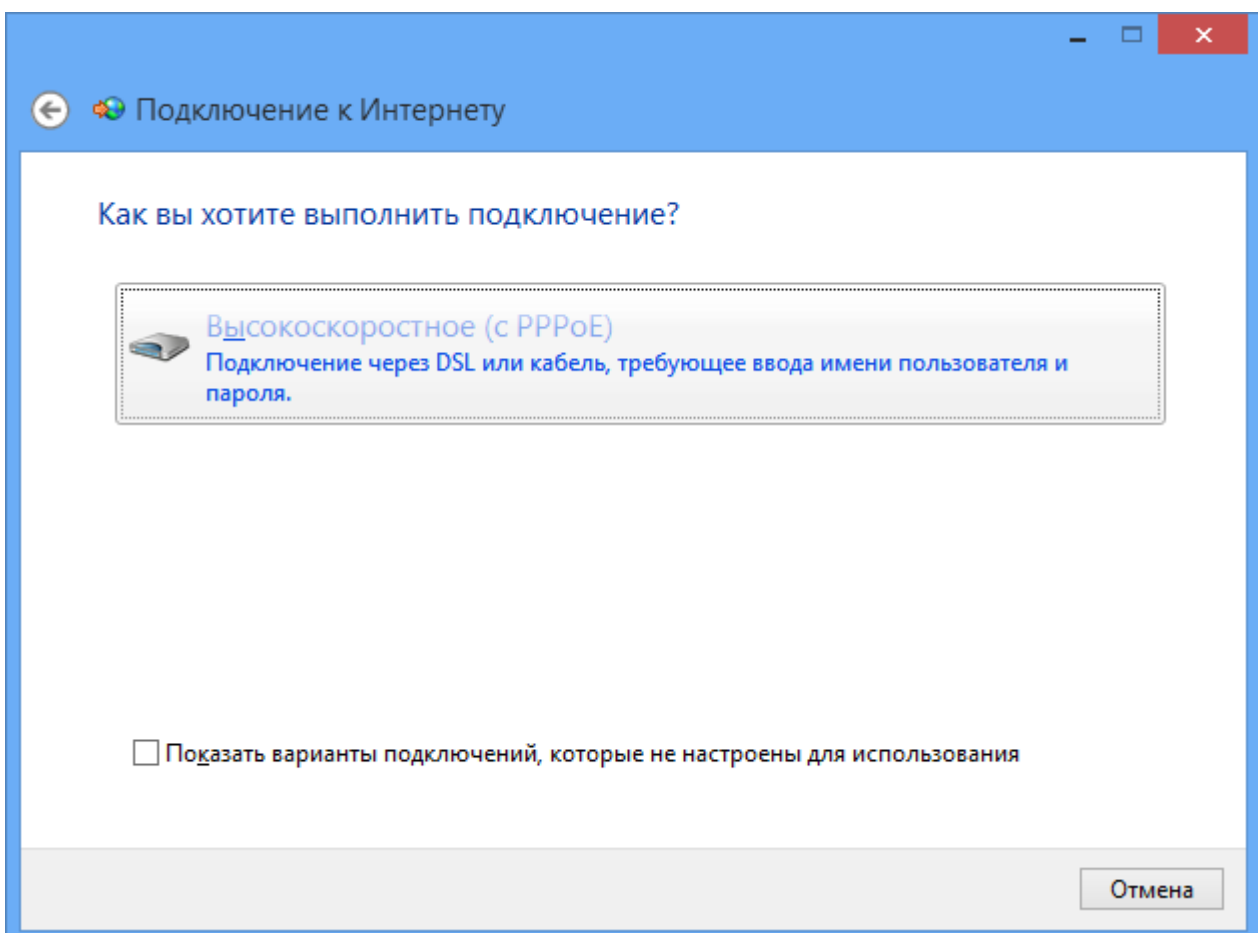 Подключение к Интернету
Как вы хотите выполнить подключение?
Высокоскоростное (с PPPoE)
Подключение через DSL или кабель, требующее ввода имени пользователя и
пароля.
Показать варианты подключений, которые не настроены для использования
Отмена